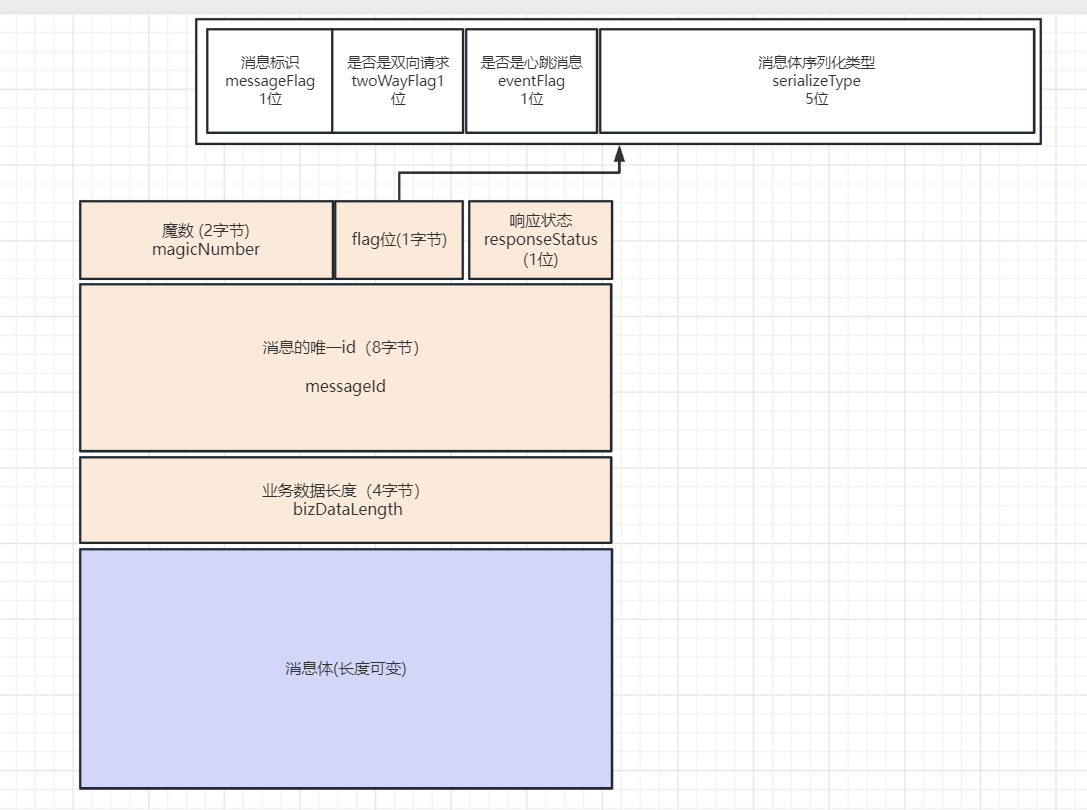 消息标识
messageFlag
1位
是否是双向请求
twoWayFlag1
位
是否是心跳消息
eventFlag
1位
消息体序列化类型
serializeType
5位
魔数 (2字节)
magicNumber
flag位(1字节)
响应状态
responseStatus
(1位)
消息的唯一id（8字节）
messageId
业务数据长度（4字节）
bizDataLength
消息体(长度可变)